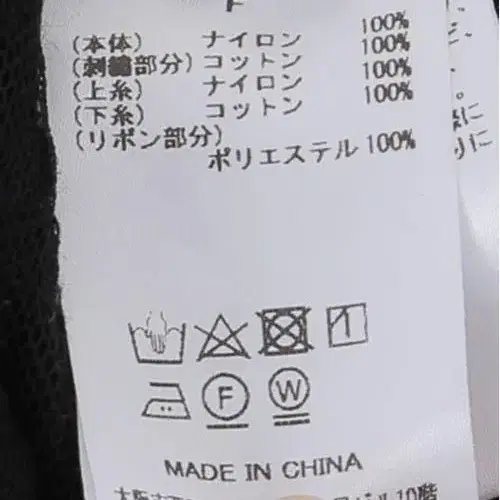 (本体) ナイロン 100%
(刺繍部分) コットン 100%
(上糸) ナイロン 100%
(下糸) コットン 100%
(リボン部分)
ポリエステル 100%
F
W
MADE IN CHINA